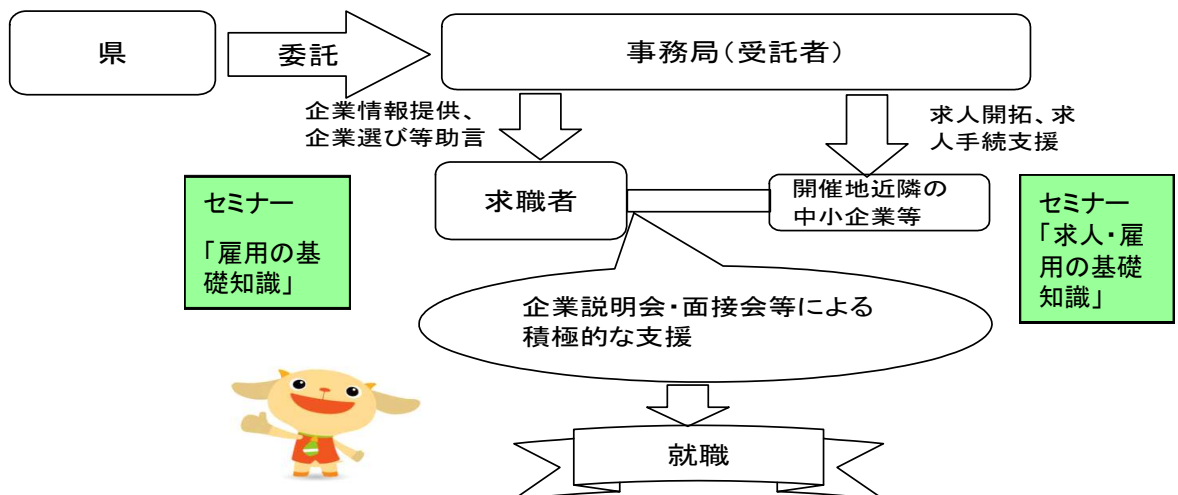 県
委託
事務局（受託者）
企業情報提供、
企業選び等助言
求人開拓、求
人手続支援
求職者
開催地近隣の
中小企業等
セミナー
「雇用の基
礎知識」
セミナー
「求人・雇
用の基礎
知識」
企業説明会・面接会等による
積極的な支援
就職